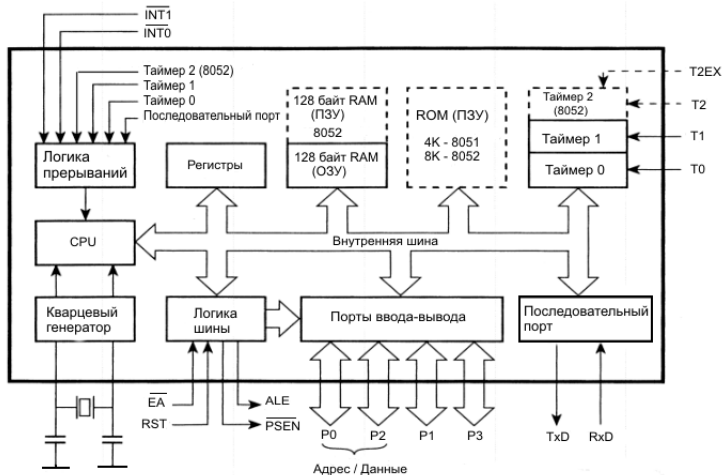 INT1
INT0
Таймер 2 (8052)
Таймер 1
Таймер 0
Последовательный порт
Логика
прерываний
Регистры
128 байт RAM
(ПЗУ)
8052
128 байт RAM
(ОЗУ)
ROM (ПЗУ)
4K - 8051
8K - 8052
Таймер 2
(8052)
Таймер 1
Таймер 0
T2EX
T2
T1
T0
CPU
Внутренняя шина
Кварцевый
генератор
Логика
шины
Порты ввода-вывода
Последовательный
порт
EA
RST
ALE
PSEN
P0
P2
P1
P3
TxD
RxD
Адрес / Данные